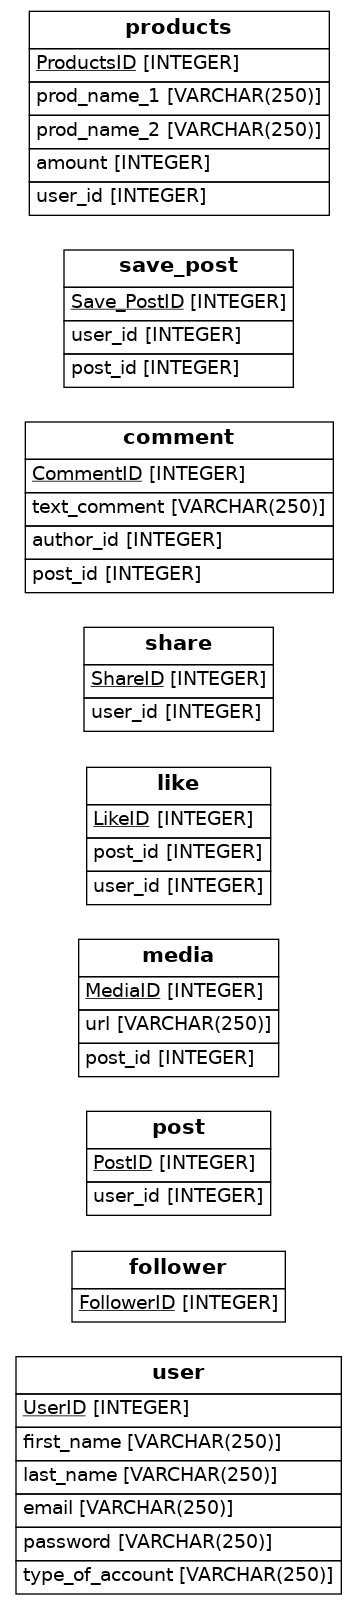 products
ProductsID [INTEGER]
prod_name_1 [VARCHAR(250)]
prod_name_2 [VARCHAR(250)]
amount [INTEGER]
user_id [INTEGER]
save_post
Save_PostID [INTEGER]
user_id [INTEGER]
post_id [INTEGER]
comment
CommentID [INTEGER]
text_comment [VARCHAR(250)]
author_id [INTEGER]
post_id [INTEGER]
share
ShareID [INTEGER]
user_id [INTEGER]
like
LikeID [INTEGER]
post_id [INTEGER]
user_id [INTEGER]
media
MediaID [INTEGER]
url [VARCHAR(250)]
post_id [INTEGER]
post
PostID [INTEGER]
user_id [INTEGER]
follower
FollowerID [INTEGER]
user
UserID [INTEGER]
first_name [VARCHAR(250)]
last_name [VARCHAR(250)]
email [VARCHAR(250)]
password [VARCHAR(250)]
type_of_account [VARCHAR(250)]